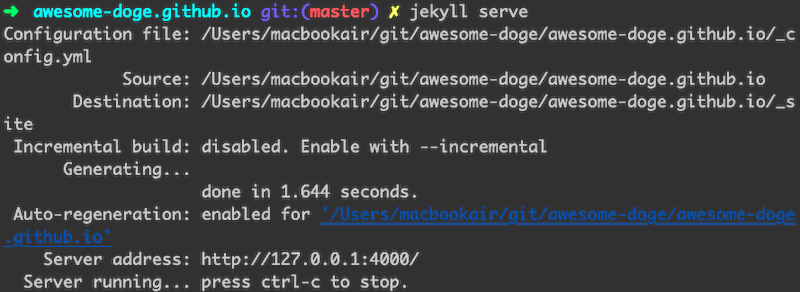 ➜ awesome-doge.github.io git:(master) ✗ jekyll serve
Configuration file: /Users/macbookair/git/awesome-doge/awesome-doge.github.io/_c
onfig.yml
Source: /Users/macbookair/git/awesome-doge/awesome-doge.github.io
Destination: /Users/macbookair/git/awesome-doge/awesome-doge.github.io/_s
ite
Incremental build: disabled. Enable with --incremental
Generating...
done in 1.644 seconds.
Auto-regeneration: enabled for '/Users/macbookair/git/awesome-doge/awesome-doge
.github.io'
Server address: http://127.0.0.1:4000/
Server running... press ctrl-c to stop.